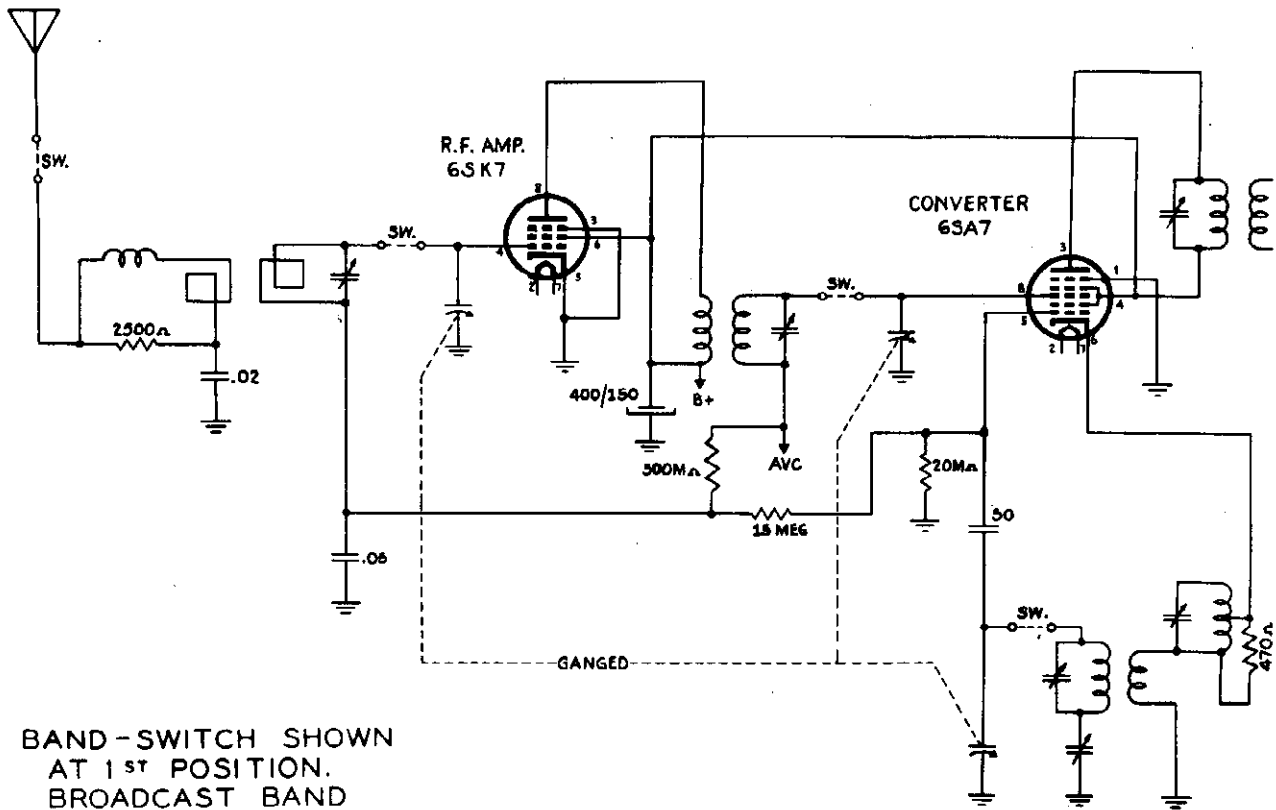 SW.
R.F. AMP.
6SK7
8
3
6
4
5
2
7
SW.
CONVERTER
6SA7
3
1
8
4
5
6
2
7
SW.
2500Ω
.02
400/150
B+
500MΩ
AVC
20MΩ
15 MEG
50
.05
SW.
470Ω
GANGED
BAND-SWITCH SHOWN
AT 1ST POSITION.
BROADCAST BAND